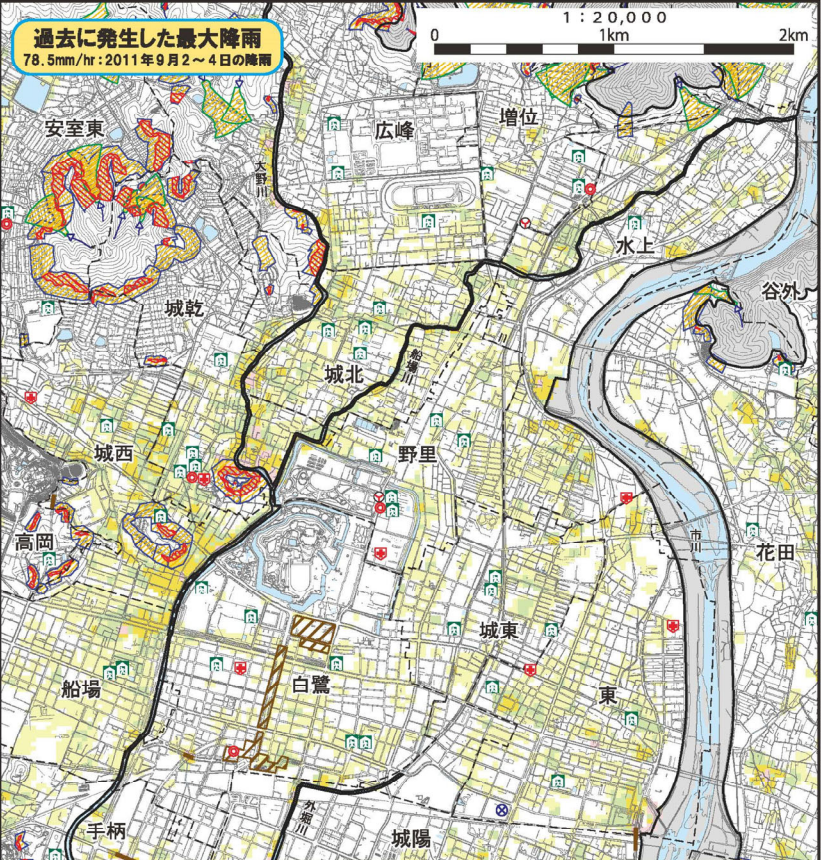 過去に発生した最大降雨
78.5mm/hr：2011年9月2～4日の降雨
1：20,000
0 1km 2km
安室東
広峰
増位
大野川
水上
谷外
城乾
城北
船場川
城西
野里
高岡
市川
花田
城東
船場
白鷺
東
外堀川
手柄
城陽